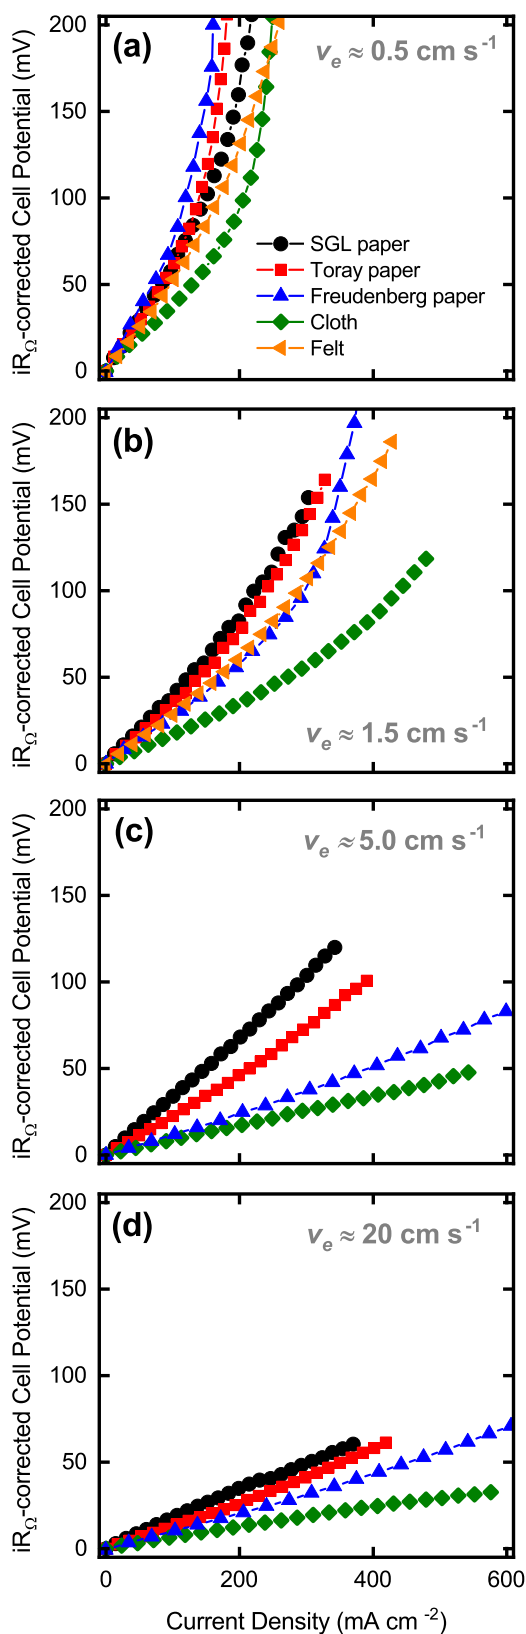 (a)
v_e ≈ 0.5 cm s⁻¹
iR_Ω-corrected Cell Potential (mV)
200
150
100
50
0
SGL paper
Toray paper
Freudenberg paper
Cloth
Felt
(b)
v_e ≈ 1.5 cm s⁻¹
iR_Ω-corrected Cell Potential (mV)
200
150
100
50
0
(c)
v_e ≈ 5.0 cm s⁻¹
iR_Ω-corrected Cell Potential (mV)
200
150
100
50
0
(d)
v_e ≈ 20 cm s⁻¹
iR_Ω-corrected Cell Potential (mV)
200
150
100
50
0
0 200 400 600
Current Density (mA cm ⁻²)